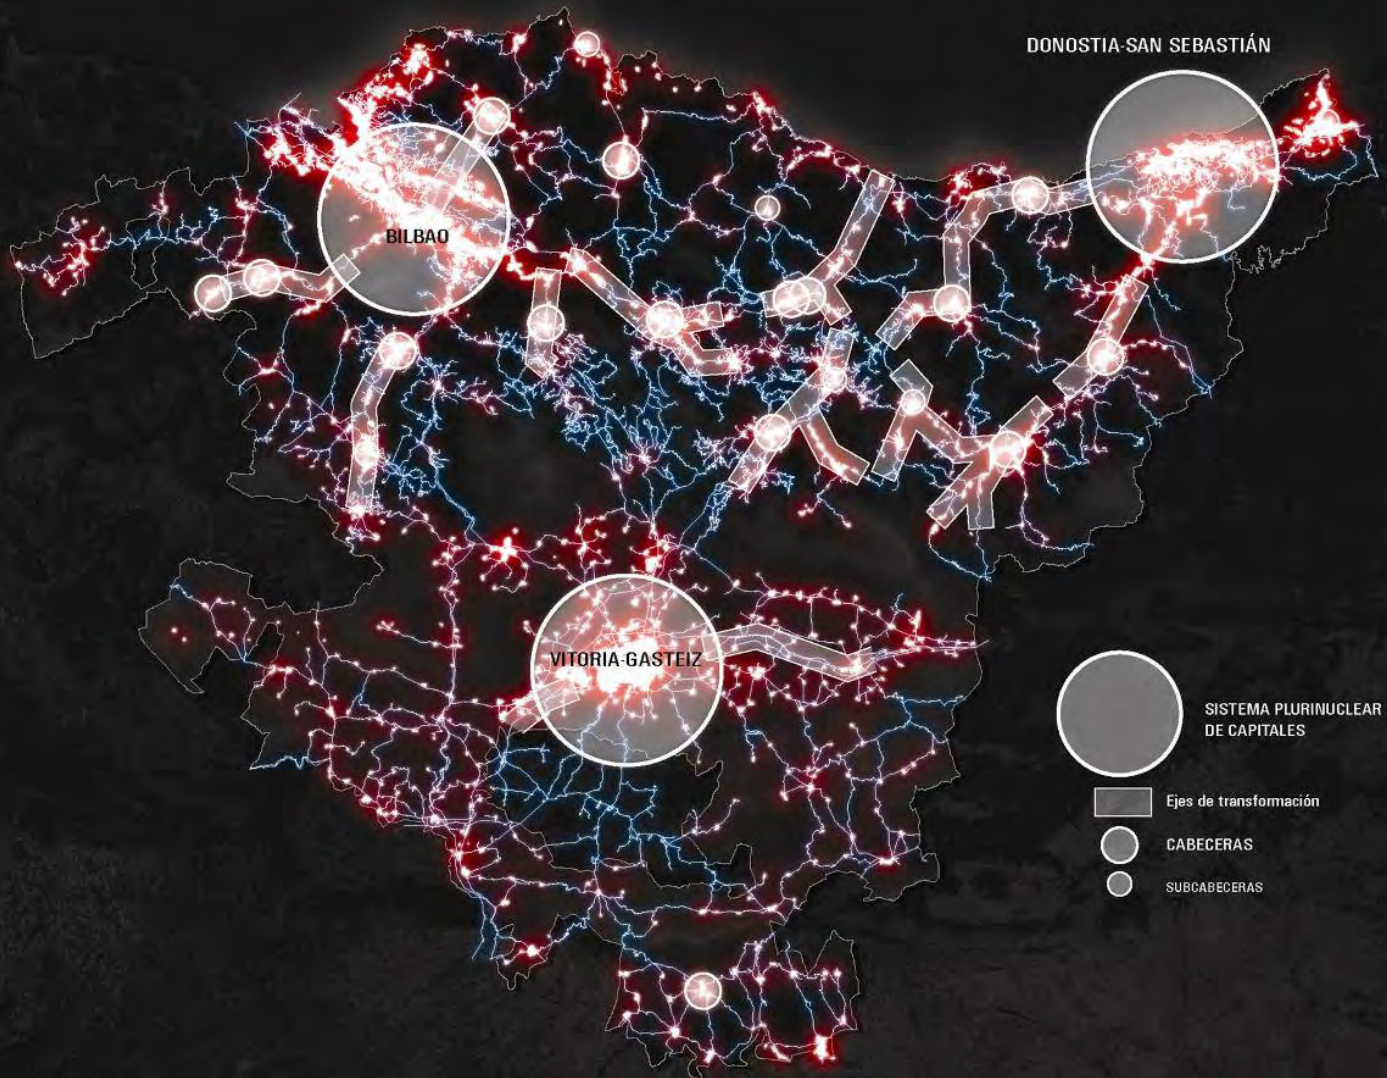 DONOSTIA-SAN SEBASTIÁN
BILBAO
VITORIA-GASTEIZ
SISTEMA PLURINUCLEAR
DE CAPITALES
Ejes de transformación
CABECERAS
SUBCABECERAS